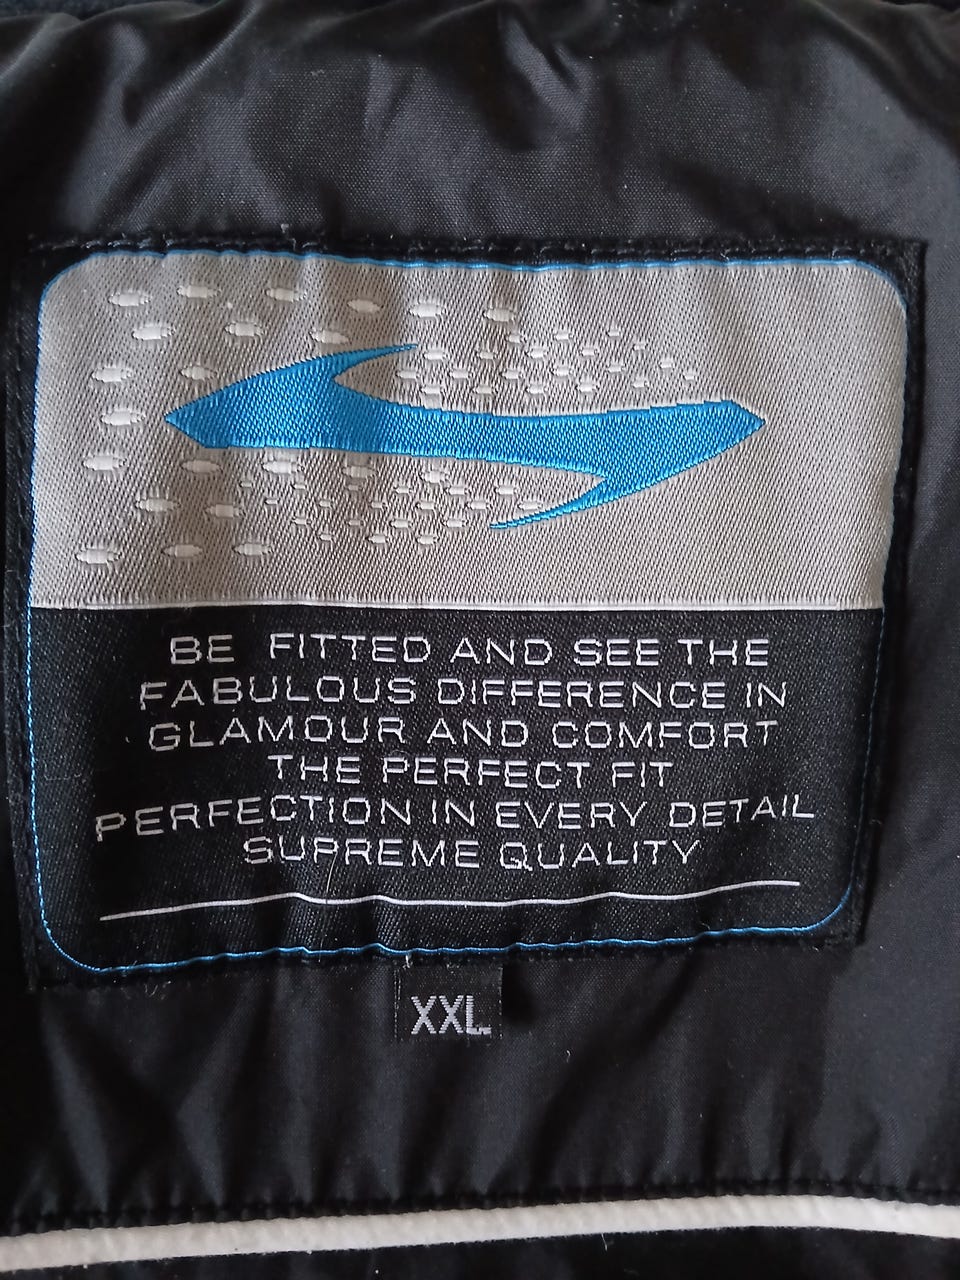 BE FITTED AND SEE THE
FABULOUS DIFFERENCE IN
GLAMOUR AND COMFORT
THE PERFECT FIT
PERFECTION IN EVERY DETAIL
SUPREME QUALITY
XXL